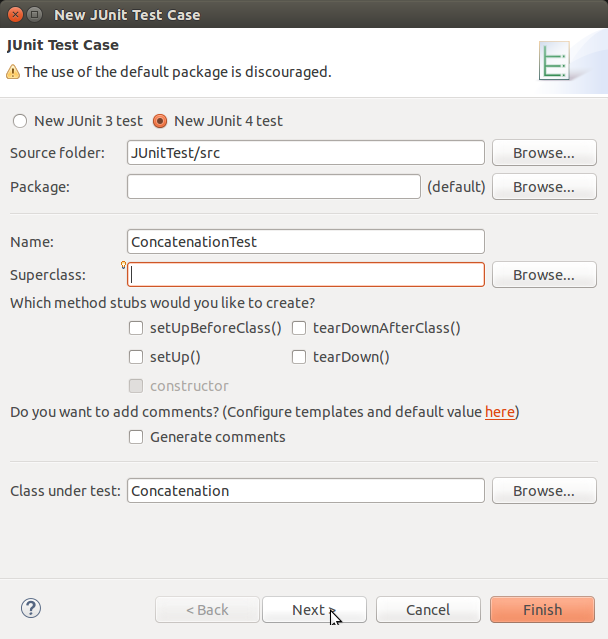 New JUnit Test Case
JUnit Test Case
The use of the default package is discouraged.
New JUnit 3 test New JUnit 4 test
Source folder: JUnitTest/src Browse...
Package: (default) Browse...
Name: ConcatenationTest
Superclass: Browse...
Which method stubs would you like to create?
setUpBeforeClass() tearDownAfterClass()
setUp() tearDown()
constructor
Do you want to add comments? (Configure templates and default value here)
Generate comments
Class under test: Concatenation Browse...
? < Back Next > Cancel Finish